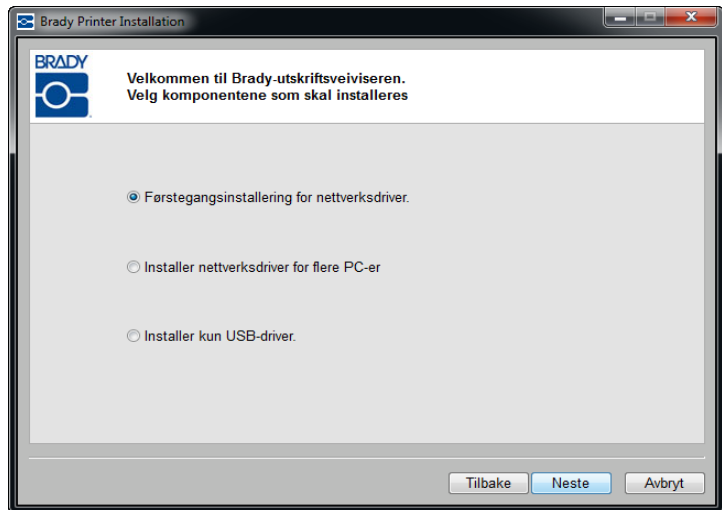 Brady Printer Installation
BRADY
Velkommen til Brady-utskriftsveiviseren.
Velg komponentene som skal installeres
Førstegangsinstallering for nettverksdriver.
Installer nettverksdriver for flere PC-er
Installer kun USB-driver.
Tilbake
Neste
Avbryt